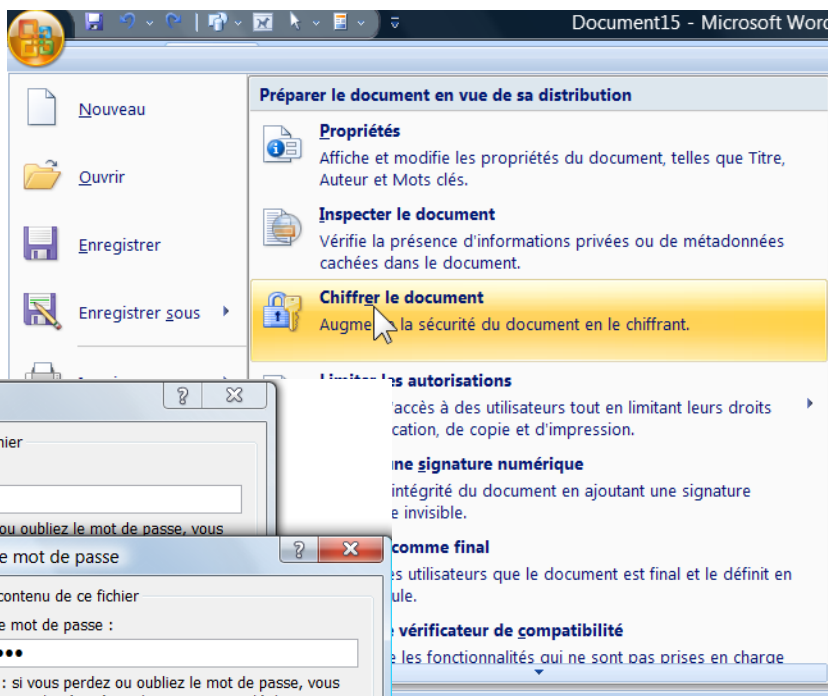 Document15 - Microsoft Word
Nouveau
Ouvrir
Enregistrer
Enregistrer sous
Préparer le document en vue de sa distribution
Propriétés
Affiche et modifie les propriétés du document, telles que Titre,
Auteur et Mots clés.
Inspecter le document
Vérifie la présence d'informations privées ou de métadonnées
cachées dans le document.
Chiffrer le document
la sécurité du document en le chiffrant.
Limiter les autorisations
'accès à des utilisateurs tout en limitant leurs droits
cation, de copie et d'impression.
une signature numérique
intégrité du document en ajoutant une signature
e invisible.
comme final
es utilisateurs que le document est final et le définit en
ule.
vérificateur de compatibilité
e les fonctionnalités qui ne sont pas prises en charge
hier
ou oubliez le mot de passe, vous
e mot de passe
contenu de ce fichier
e mot de passe :
: si vous perdez ou oubliez le mot de passe, vous